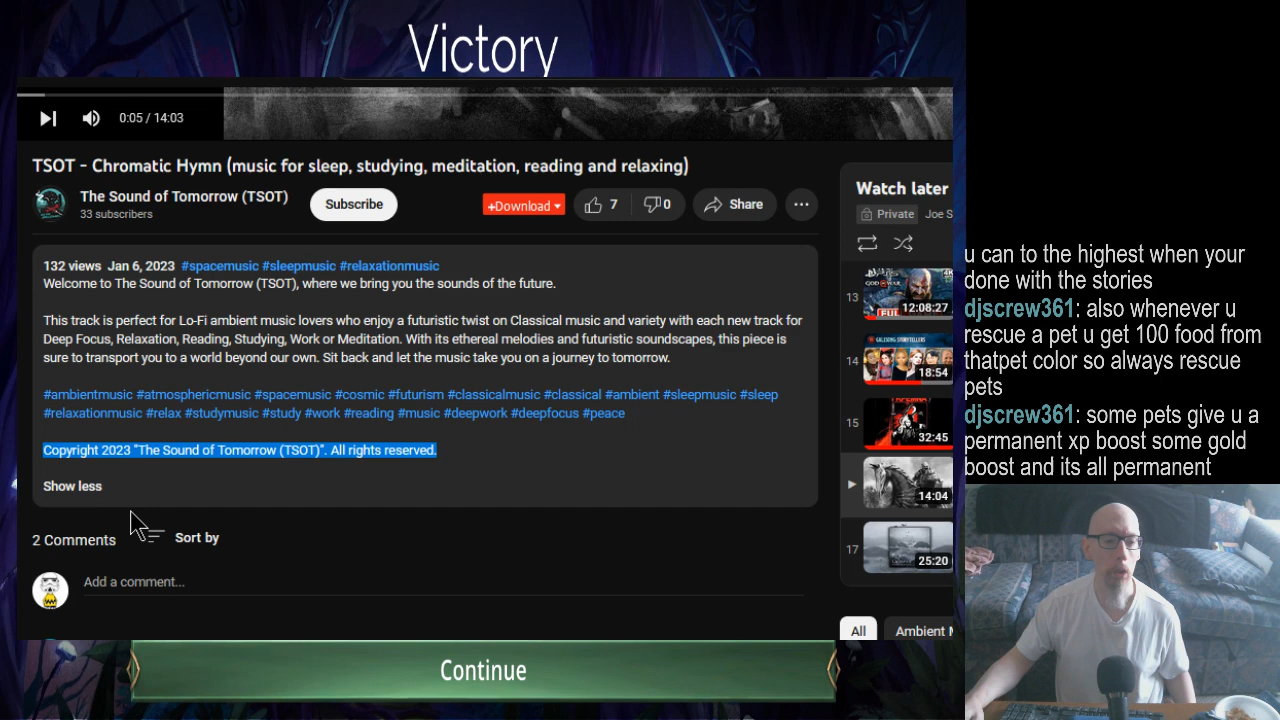 Victory
0:05 / 14:03
TSOT - Chromatic Hymn (music for sleep, studying, meditation, reading and relaxing)
The Sound of Tomorrow (TSOT)
33 subscribers
Subscribe
+Download
7
0
Share
132 views Jan 6, 2023 #spacemusic #sleepmusic #relaxationmusic
Welcome to The Sound of Tomorrow (TSOT), where we bring you the sounds of the future.
This track is perfect for Lo-Fi ambient music lovers who enjoy a futuristic twist on Classical music and variety with each new track for
Deep Focus, Relaxation, Reading, Studying, Work or Meditation. With its ethereal melodies and futuristic soundscapes, this piece is
sure to transport you to a world beyond our own. Sit back and let the music take you on a journey to tomorrow.
#ambientmusic #atmosphericmusic #spacemusic #cosmic #futurism #classicalmusic #classical #ambient #sleepmusic #sleep
#relaxationmusic #relax #studymusic #study #work #reading #music #deepwork #deepfocus #peace
Copyright 2023 "The Sound of Tomorrow (TSOT)". All rights reserved.
Show less
2 Comments
Sort by
Add a comment...
Watch later
Private Joe S
13
12:08:27
14
18:54
15
32:45
14:04
17
25:20
All
Ambient M
Continue
u can to the highest when your
done with the stories
djscrew361: also whenever u
rescue a pet u get 100 food from
thatpet color so always rescue
pets
djscrew361: some pets give u a
permanent xp boost some gold
boost and its all permanent